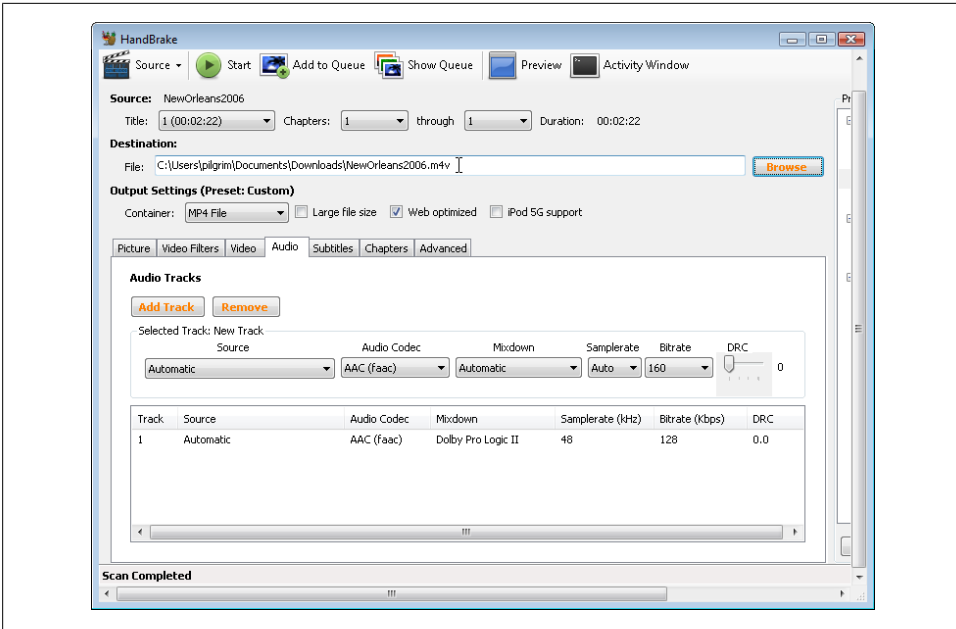 HandBrake
Source Start Add to Queue Show Queue Preview Activity Window
Source: NewOrleans2006 Pr
Title: 1 (00:02:22) Chapters: 1 through 1 Duration: 00:02:22
Destination:
File: C:\Users\pilgrim\Documents\Downloads\NewOrleans2006.m4v Browse
Output Settings (Preset: Custom)
Container: MP4 File Large file size Web optimized iPod 5G support
Picture Video Filters Video Audio Subtitles Chapters Advanced
Audio Tracks
Add Track Remove
Selected Track: New Track
Source Audio Codec Mixdown Samplerate Bitrate DRC
Automatic AAC (faac) Automatic Auto 160 0
Track Source Audio Codec Mixdown Samplerate (kHz) Bitrate (Kbps) DRC
1 Automatic AAC (faac) Dolby Pro Logic II 48 128 0.0
Scan Completed